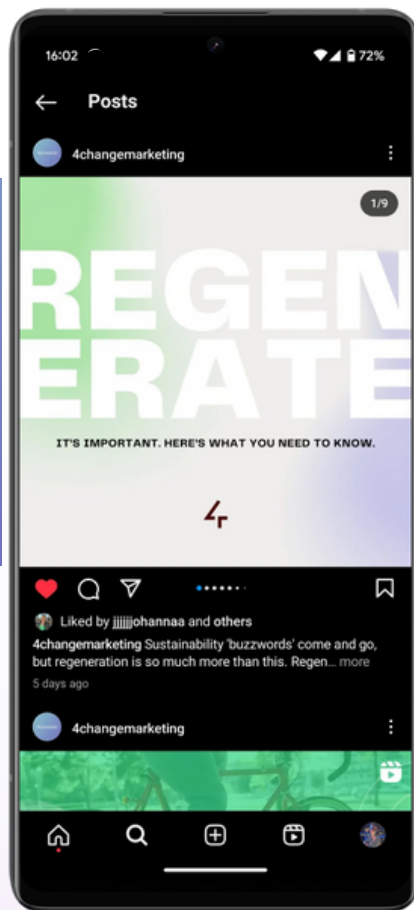 16:02
72%
Posts
4changemarketing
1/9
REGEN
ERATE
IT'S IMPORTANT. HERE'S WHAT YOU NEED TO KNOW.
Liked by jjjjjjohannaa and others
4changemarketing Sustainability 'buzzwords' come and go,
but regeneration is so much more than this. Regen... more
5 days ago
4changemarketing